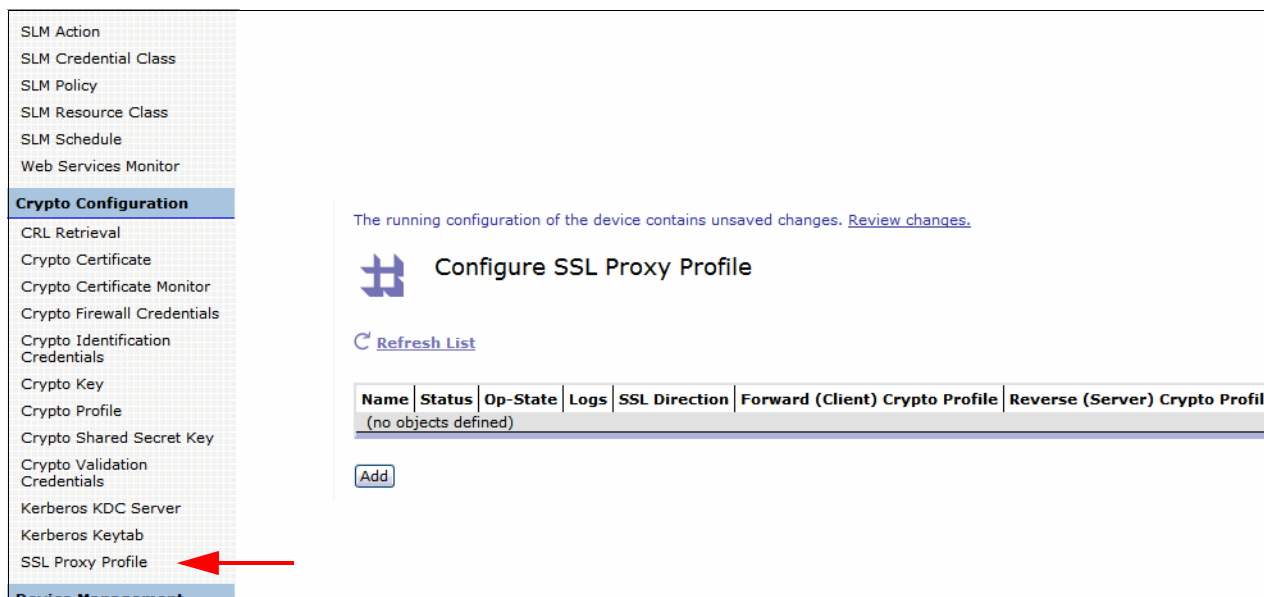 SLM Action
SLM Credential Class
SLM Policy
SLM Resource Class
SLM Schedule
Web Services Monitor
Crypto Configuration
CRL Retrieval
Crypto Certificate
Crypto Certificate Monitor
Crypto Firewall Credentials
Crypto Identification
Credentials
Crypto Key
Crypto Profile
Crypto Shared Secret Key
Crypto Validation
Credentials
Kerberos KDC Server
Kerberos Keytab
SSL Proxy Profile
Device Management
The running configuration of the device contains unsaved changes. Review changes.
Configure SSL Proxy Profile
Refresh List
Name Status Op-State Logs SSL Direction Forward (Client) Crypto Profile Reverse (Server) Crypto Profil
(no objects defined)
Add